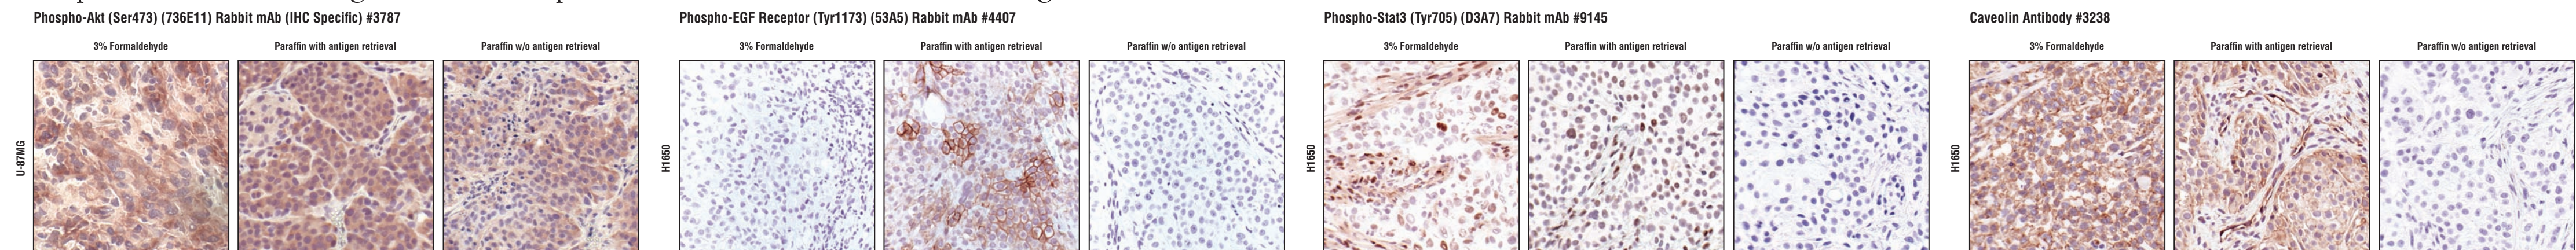 Phospho-Akt (Ser473) (736E11) Rabbit mAb (IHC Specific) #3787
3% Formaldehyde
Paraffin with antigen retrieval
Paraffin w/o antigen retrieval
U-87MG
Phospho-EGF Receptor (Tyr1173) (53A5) Rabbit mAb #4407
3% Formaldehyde
Paraffin with antigen retrieval
Paraffin w/o antigen retrieval
H1650
Phospho-Stat3 (Tyr705) (D3A7) Rabbit mAb #9145
3% Formaldehyde
Paraffin with antigen retrieval
Paraffin w/o antigen retrieval
H1650
Caveolin Antibody #3238
3% Formaldehyde
Paraffin with antigen retrieval
Paraffin w/o antigen retrieval
H1650